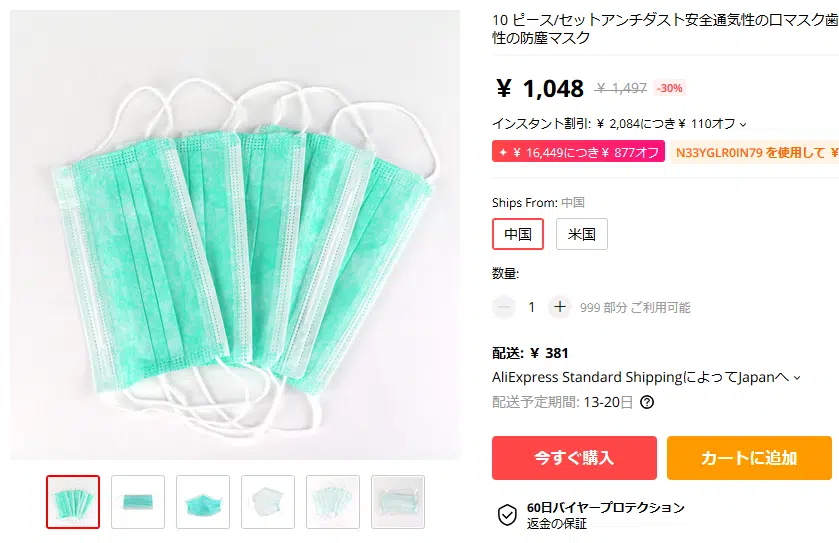 10 ピース/セットアンチダスト安全通気性の口マスク歯
性の防塵マスク
¥ 1,048 ¥ 1,497 -30%
インスタント割引: ¥ 2,084につき¥ 110オフ
¥ 16,449につき¥ 877オフ N33YGLR0IN79 を使用して ¥
Ships From: 中国
中国 米国
数量:
1 999 部分 ご利用可能
配送: ¥ 381
AliExpress Standard ShippingによってJapanへ
配送予定期間: 13-20日
今すぐ購入 カートに追加
60日バイヤープロテクション
返金の保証